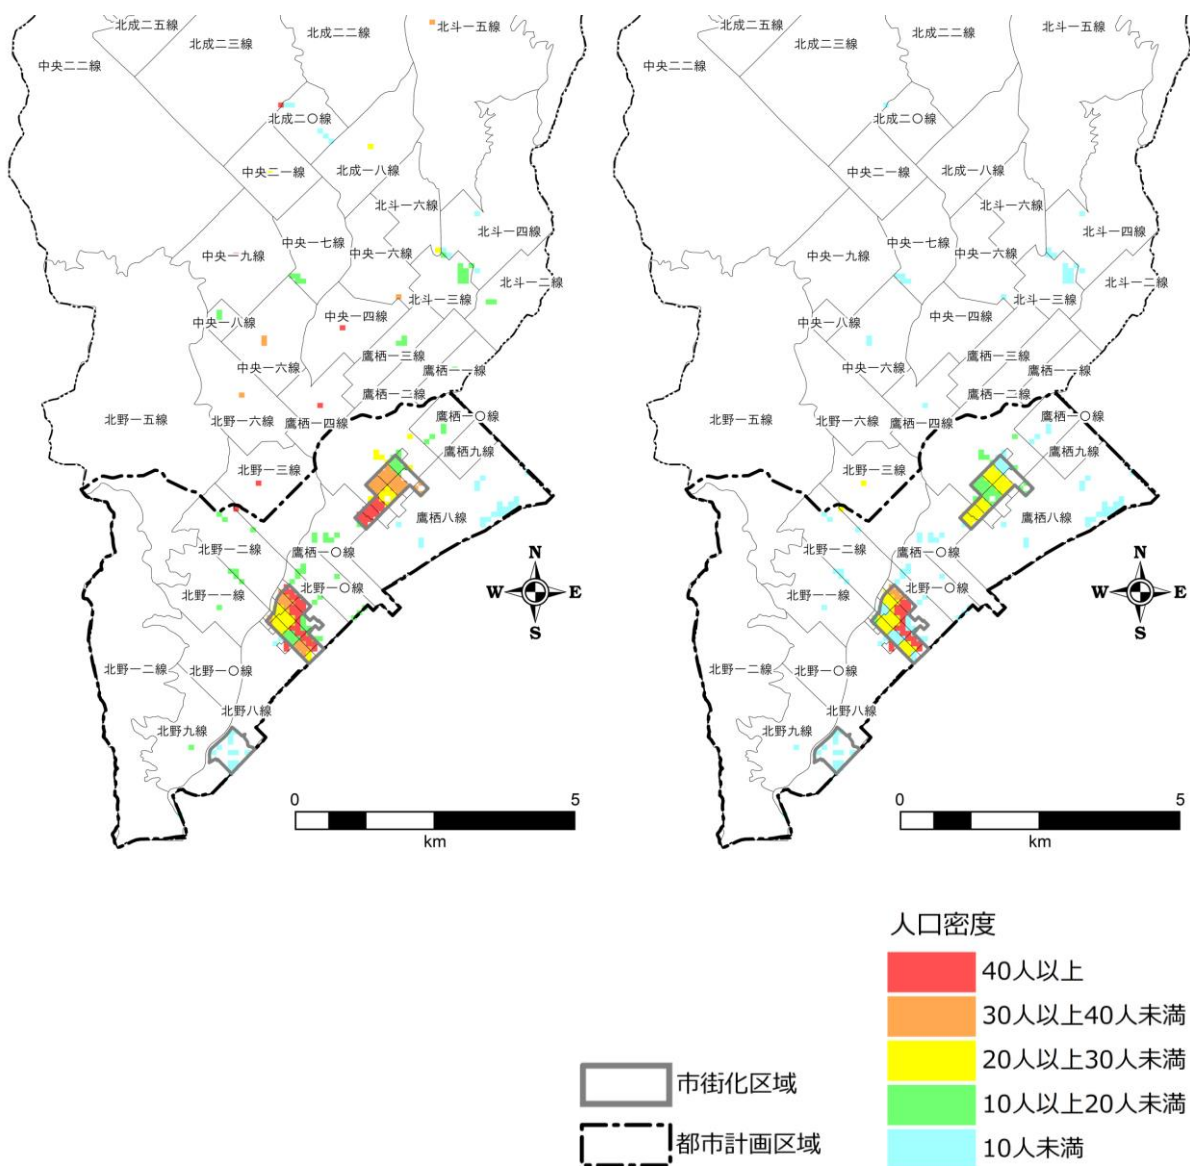 北成二五線
北成二三線
北成二二線
北斗一五線
中央二二線
北成二〇線
中央二一線
北成一八線
北斗一六線
北斗一四線
中央一七線
中央一六線
中央一九線
北斗一二線
北斗一三線
中央一八線
中央一四線
鷹栖一三線
中央一六線
鷹栖一一線
鷹栖一二線
北野一五線
北野一六線
鷹栖一四線
鷹栖一〇線
鷹栖九線
北野一三線
鷹栖八線
北野一二線
鷹栖一〇線
北野一一線
北野一〇線
北野一二線
北野一〇線
北野八線
北野九線
N
W
E
S
0
5
km
北成二五線
北成二三線
北成二二線
北斗一五線
中央二二線
北成二〇線
中央二一線
北成一八線
北斗一六線
北斗一四線
中央一七線
中央一六線
中央一九線
北斗一二線
北斗一三線
中央一八線
中央一四線
鷹栖一三線
中央一六線
鷹栖一一線
鷹栖一二線
北野一五線
北野一六線
鷹栖一四線
鷹栖一〇線
鷹栖九線
北野一三線
鷹栖八線
北野一二線
鷹栖一〇線
北野一一線
北野一〇線
北野一二線
北野一〇線
北野八線
北野九線
N
W
E
S
0
5
km
人口密度
40人以上
30人以上40人未満
20人以上30人未満
10人以上20人未満
10人未満
市街化区域
都市計画区域